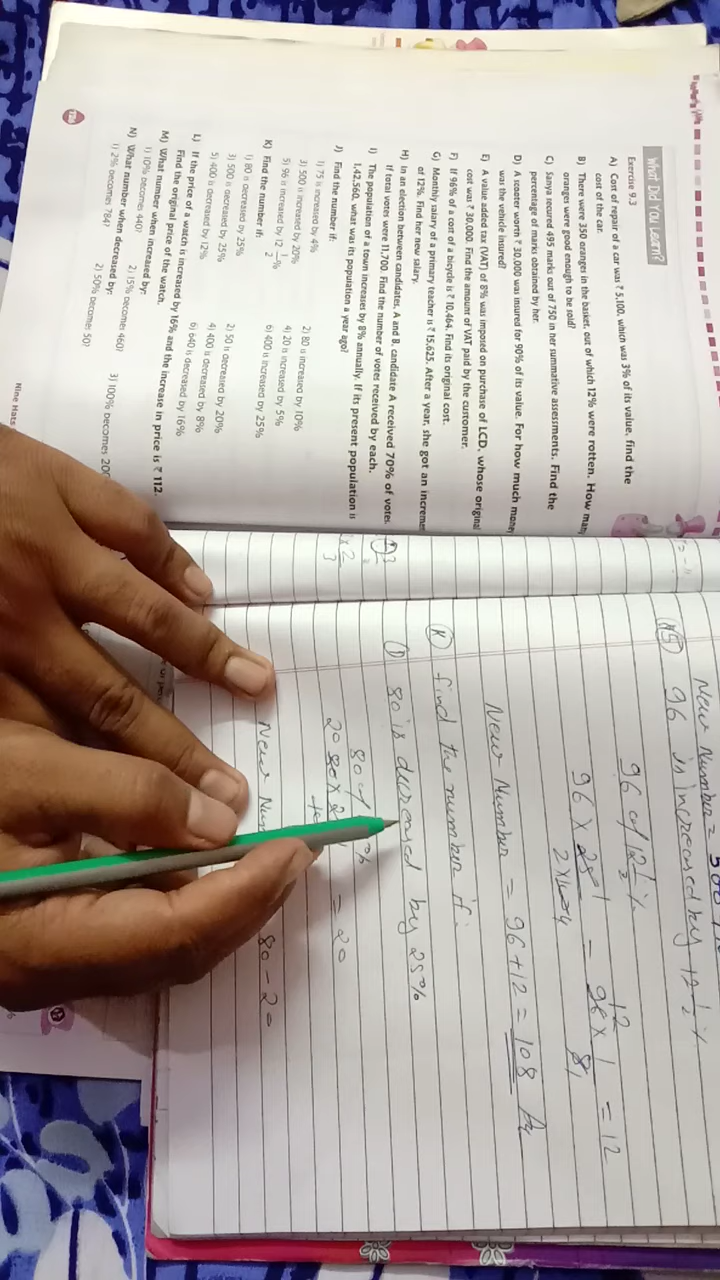 What Did You Learn?
Exercise 9.3
A) Cost of repair of a car was ₹ 5,100, which was 3% of its value, find the
cost of the car.
B) There were 350 oranges in the basket, out of which 12% were rotten. How man
oranges were good enough to be sold?
C) Sanya secured 495 marks out of 750 in her summative assessments. Find the
percentage of marks obtained by her.
D) A scooter worth ₹ 30,000 was insured for 90% of its value. For how much money
was the vehicle insured?
E) A value added tax (VAT) of 8% was imposed on purchase of LCD, whose original
cost was ₹ 30,000. Find the amount of VAT paid by the customer.
F) If 96% of a cost of a bicycle is ₹ 10,464. Find its original cost.
G) Monthly salary of a primary teacher is ₹ 15,625. After a year, she got an increme
of 12%. Find her new salary.
H) In an election between candidates, A and B, candidate A received 70% of votes
If total votes were 11,700. Find the number of votes received by each.
I) The population of a town increases by 8% annually. If its present population is
1,42,560, what was its population a year ago?
J) Find the number if:
1) 75 is increased by 4% 2) 80 is increased by 10%
3) 500 is increased by 20% 4) 20 is increased by 5%
5) 96 is increased by 12 1/2% 6) 400 is increased by 25%
K) Find the number if:
1) 80 is decreased by 25% 2) 50 is decreased by 20%
3) 500 is decreased by 25% 4) 400 is decreased by 8%
5) 400 is decreased by 12% 6) 640 is decreased by 16%
L) If the price of a watch is increased by 16% and the increase in price is ₹ 112.
Find the original price of the watch.
M) What number when increased by:
1) 10% becomes 440? 2) 15% becomes 460?
N) What number when decreased by:
1) 2% becomes 784? 2) 50% becomes 50? 3) 100% becomes 200
126
Nine Hats
New Number = 500
96 is increased by 12 1/2 %
96 of 12 1/2 %
96 × 25 = 96 × 1 = 12
New Number = 96 + 12 = 108
(K) find the number if:
(1) 80 is decreased by 25%
80 of
= 20
New Num 80 - 20